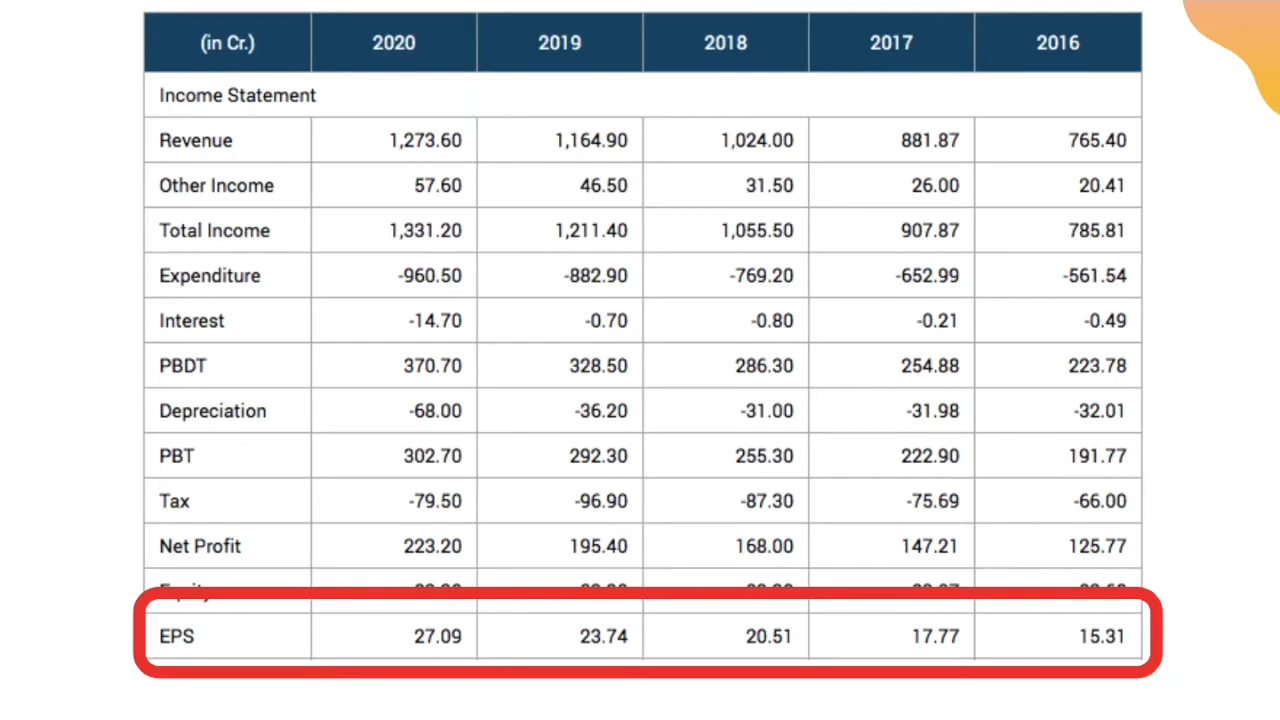 (in Cr.) 2020 2019 2018 2017 2016
Income Statement
Revenue 1,273.60 1,164.90 1,024.00 881.87 765.40
Other Income 57.60 46.50 31.50 26.00 20.41
Total Income 1,331.20 1,211.40 1,055.50 907.87 785.81
Expenditure -960.50 -882.90 -769.20 -652.99 -561.54
Interest -14.70 -0.70 -0.80 -0.21 -0.49
PBDT 370.70 328.50 286.30 254.88 223.78
Depreciation -68.00 -36.20 -31.00 -31.98 -32.01
PBT 302.70 292.30 255.30 222.90 191.77
Tax -79.50 -96.90 -87.30 -75.69 -66.00
Net Profit 223.20 195.40 168.00 147.21 125.77
EPS 27.09 23.74 20.51 17.77 15.31